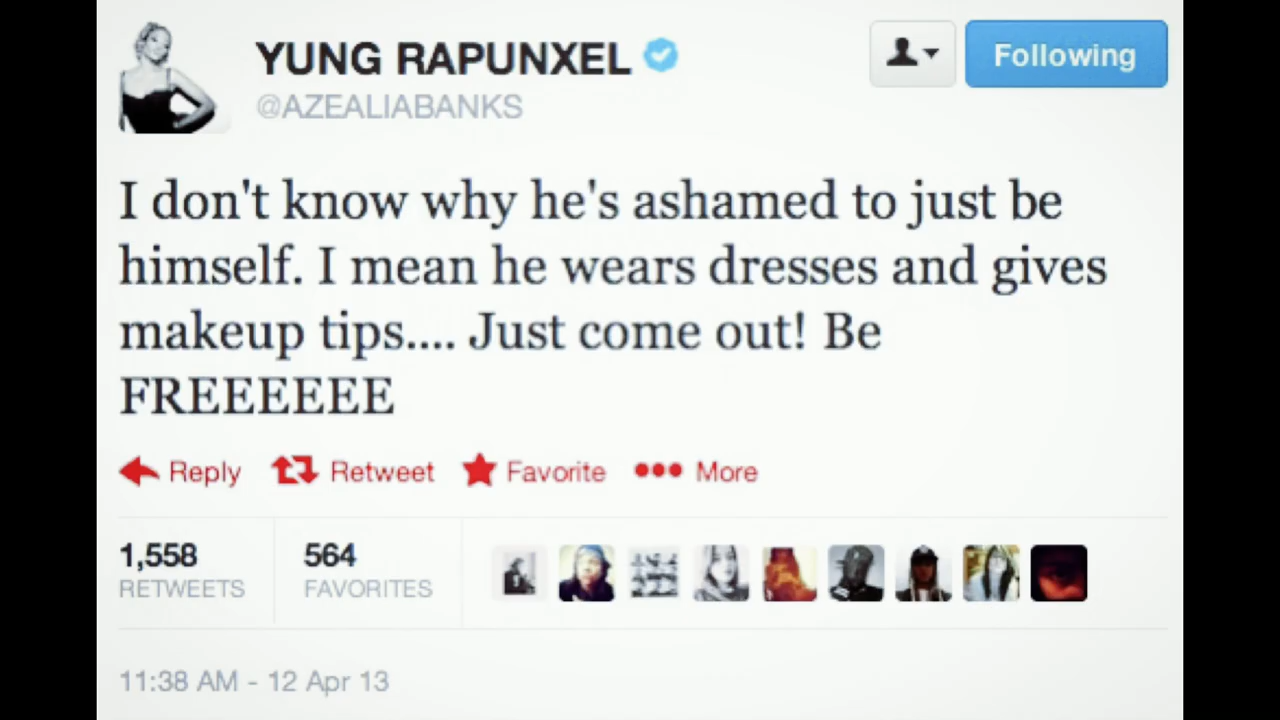 YUNG RAPUNXEL
Following
@AZEALIABANKS
I don't know why he's ashamed to just be
himself. I mean he wears dresses and gives
makeup tips.... Just come out! Be
FREEEEEE
Reply Retweet Favorite More
1,558 564
RETWEETS FAVORITES
11:38 AM - 12 Apr 13